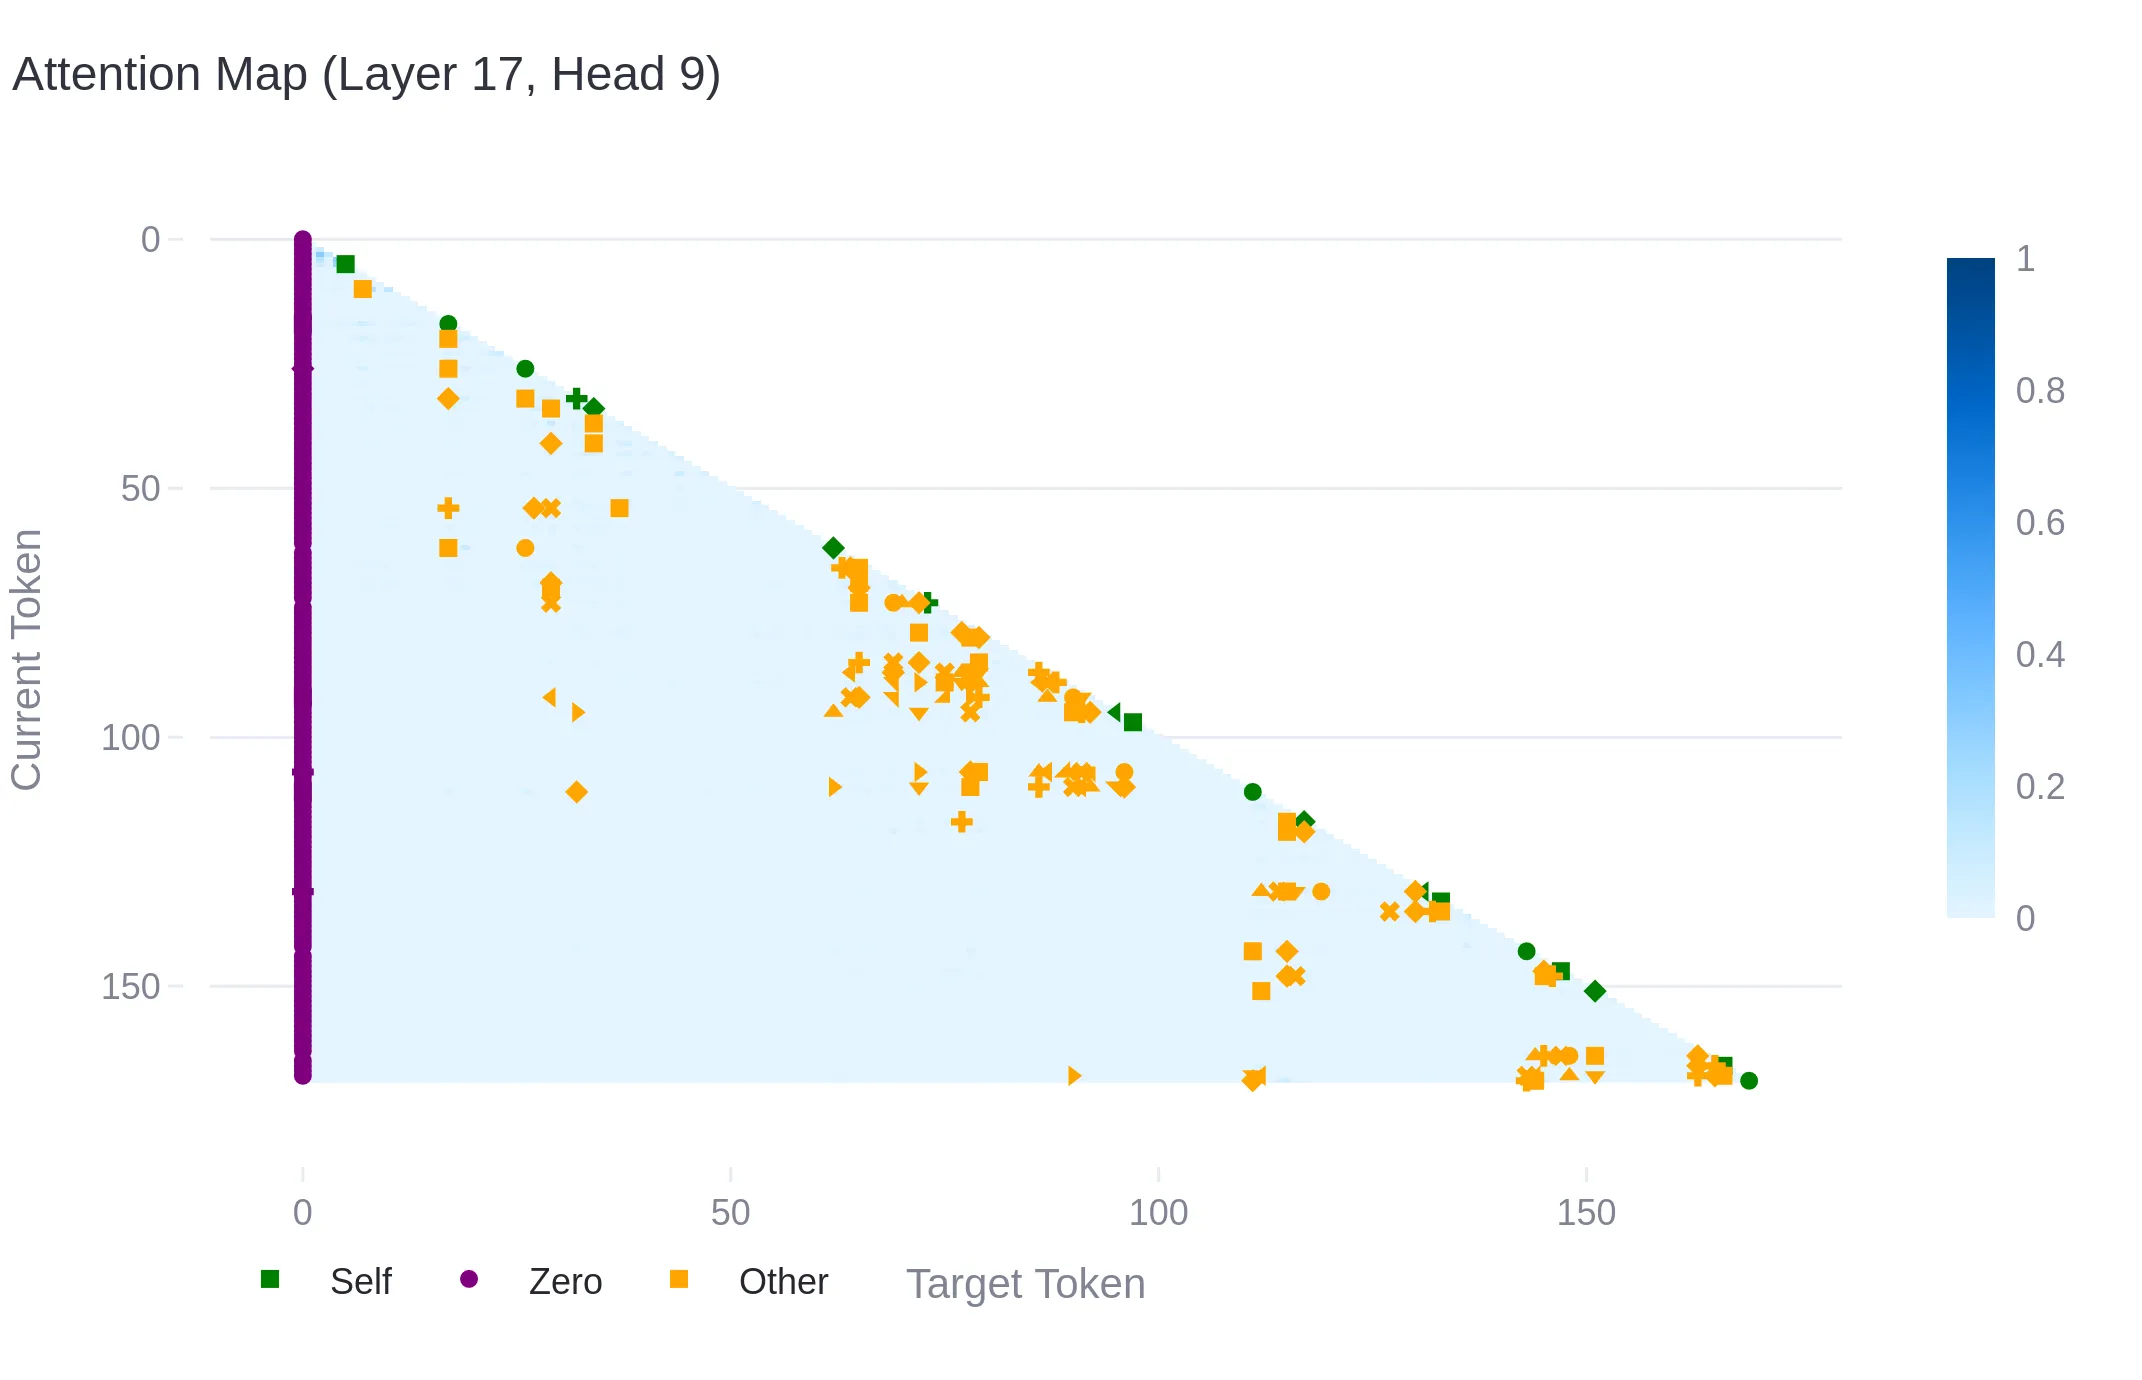 Attention Map (Layer 17, Head 9)
0
50
100
150
Current Token
1
0.8
0.6
0.4
0.2
0
0 50 100 150
Self Zero Other Target Token